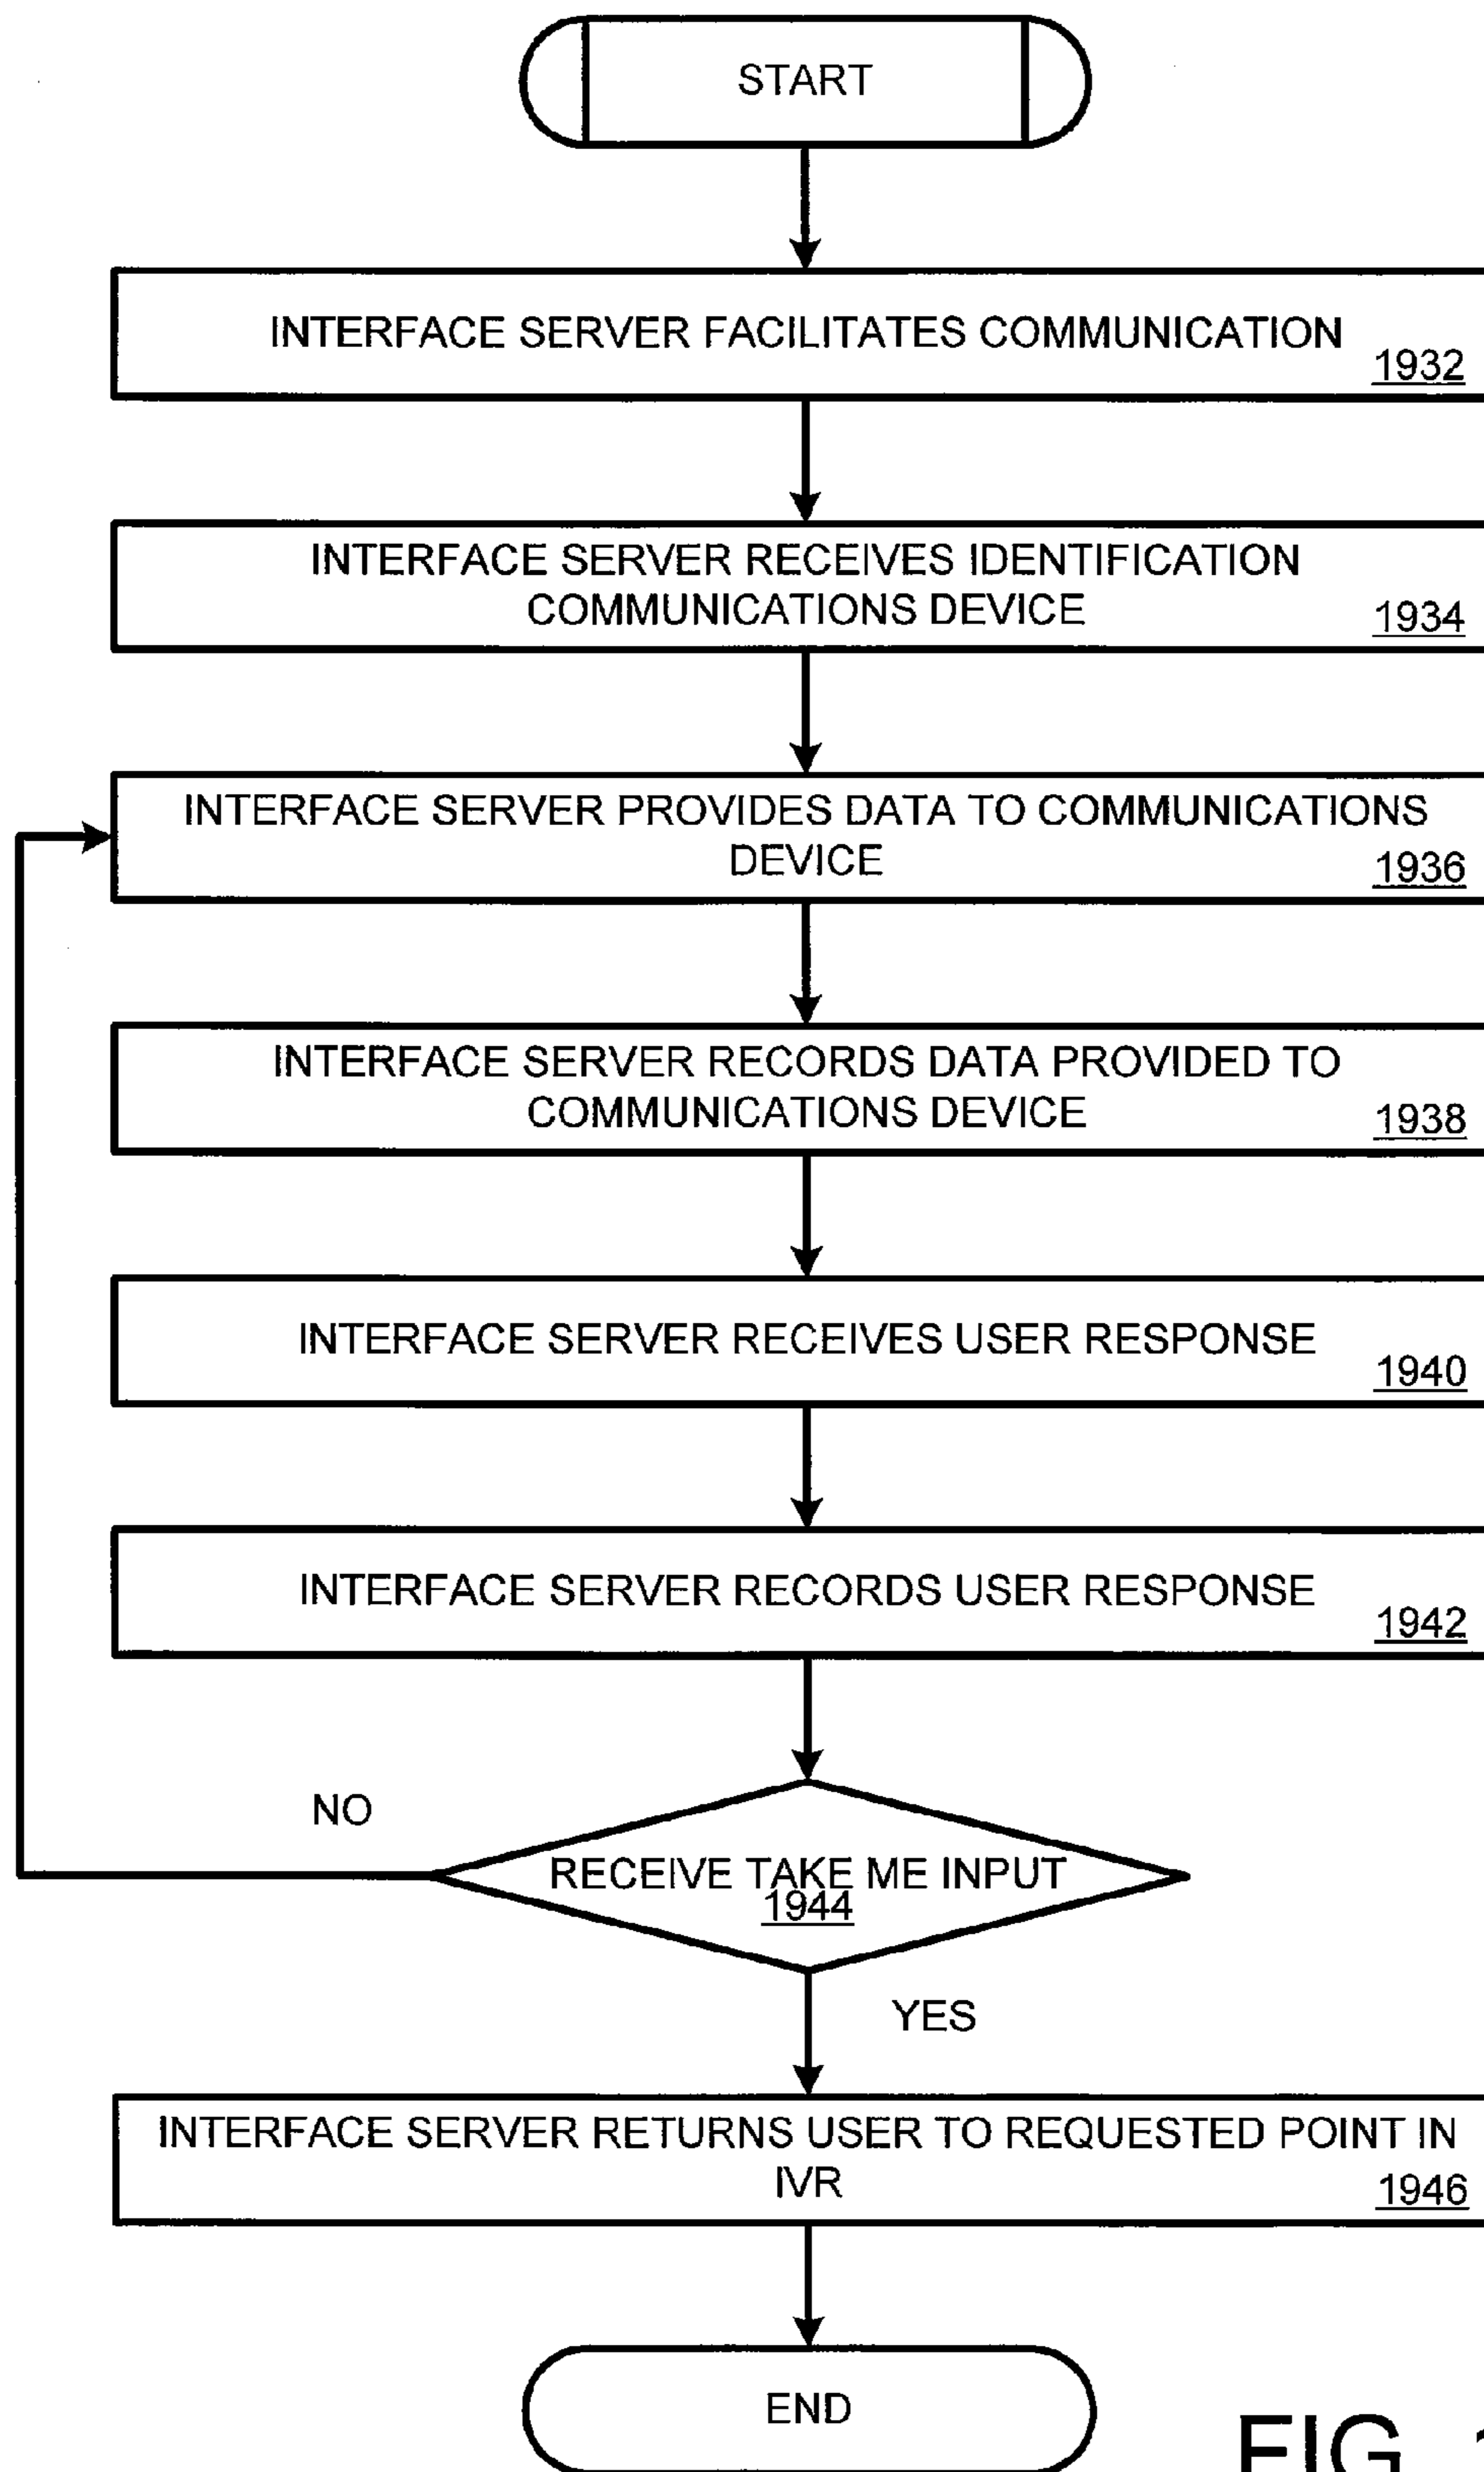 START
INTERFACE SERVER FACILITATES COMMUNICATION
1932
INTERFACE SERVER RECEIVES IDENTIFICATION
COMMUNICATIONS DEVICE
1934
INTERFACE SERVER PROVIDES DATA TO COMMUNICATIONS
DEVICE
1936
INTERFACE SERVER RECORDS DATA PROVIDED TO
COMMUNICATIONS DEVICE
1938
INTERFACE SERVER RECEIVES USER RESPONSE
1940
INTERFACE SERVER RECORDS USER RESPONSE
1942
NO
RECEIVE TAKE ME INPUT
1944
YES
INTERFACE SERVER RETURNS USER TO REQUESTED POINT IN
IVR
1946
END
FIG.